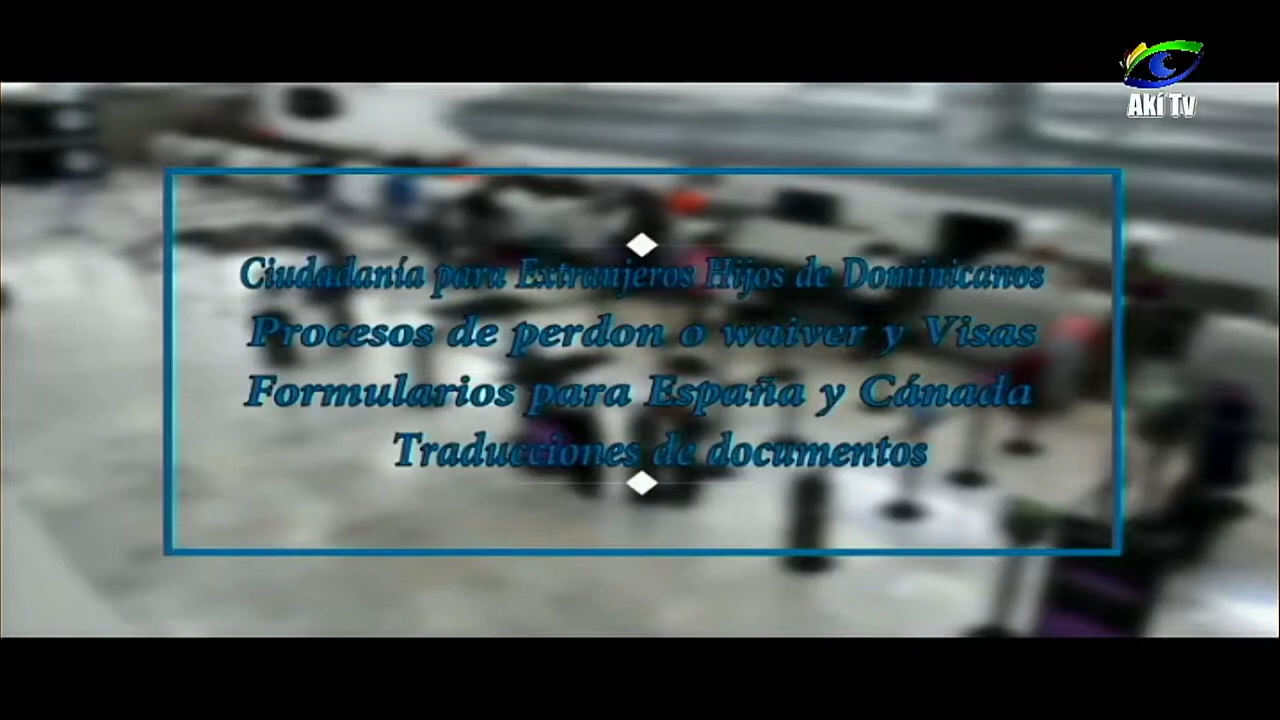 Akí Tv
Ciudadanía para Extranjeros Hijos de Dominicanos
Procesos de perdon o waiver y Visas
Formularios para España y Cánada
Traducciones de documentos